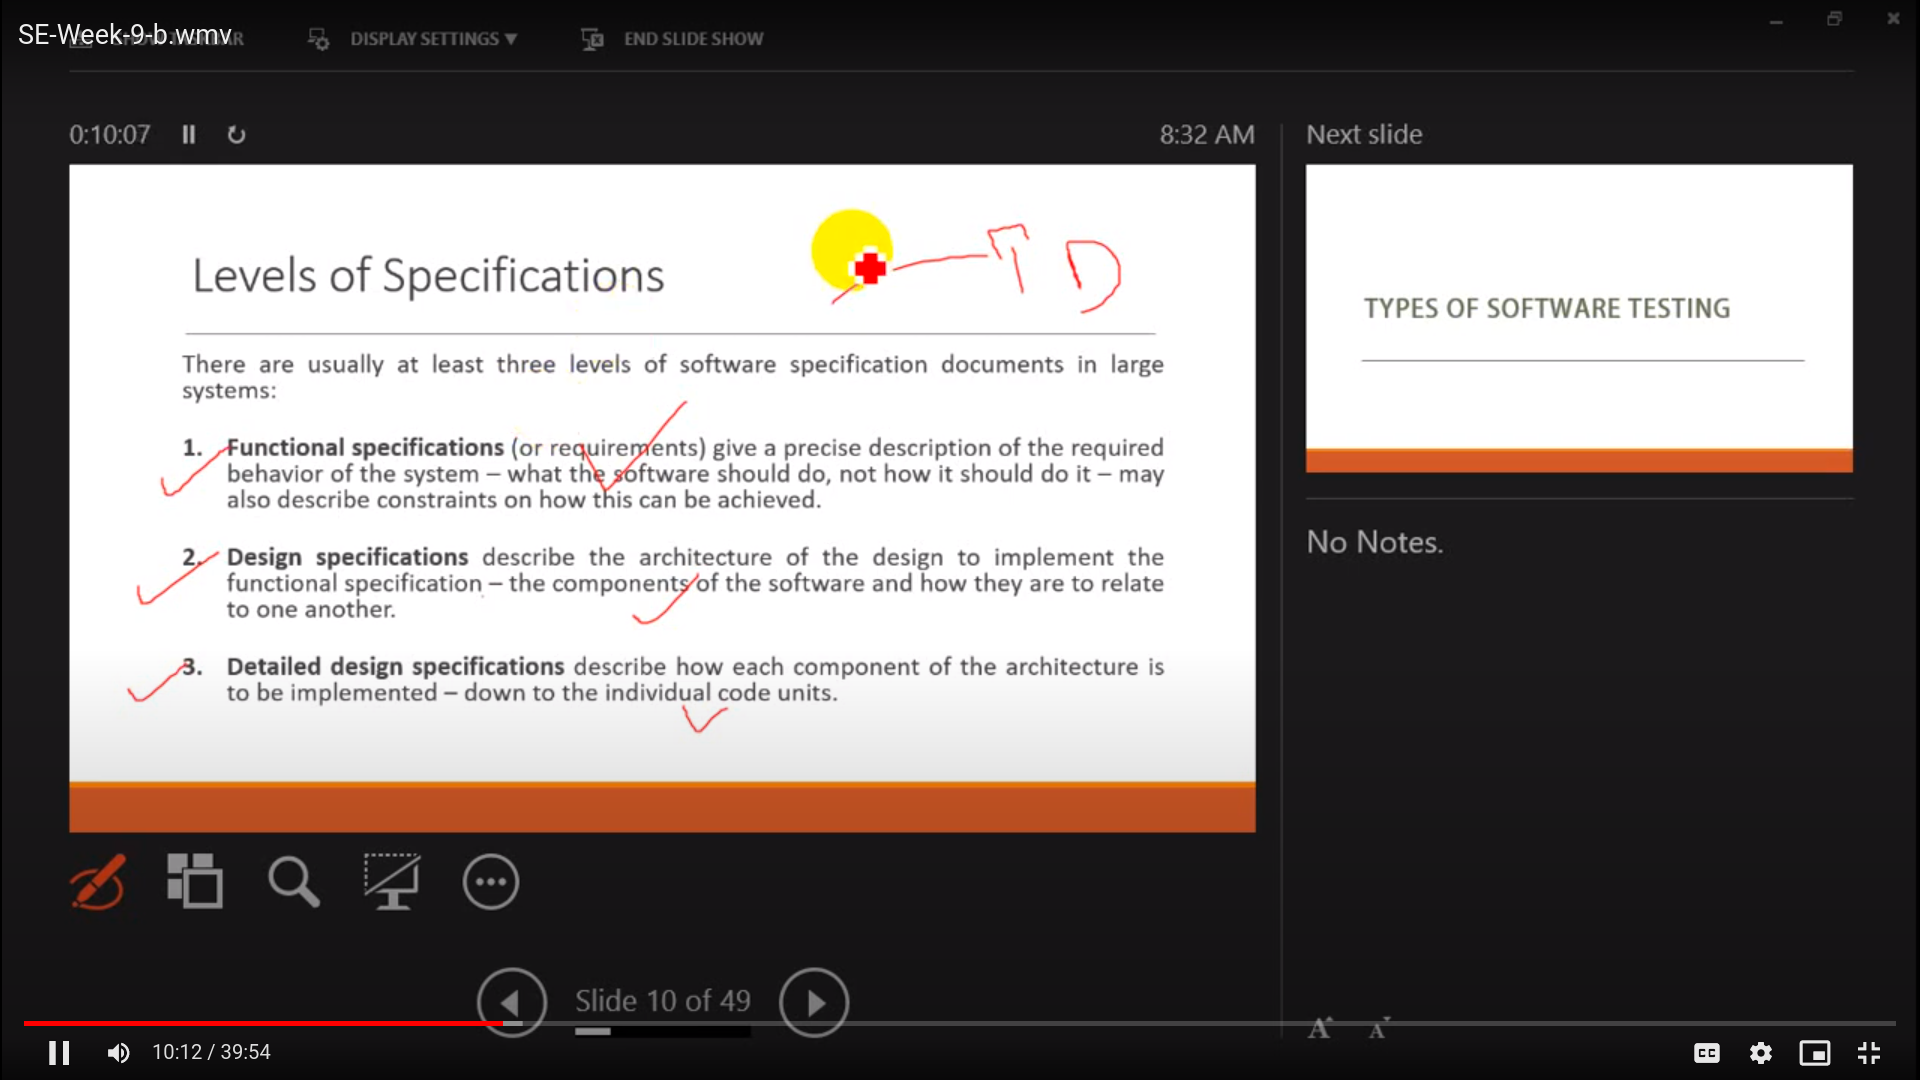 SE-Week-9-b.wmv
DISPLAY SETTINGS ▼
END SLIDE SHOW
0:10:07
8:32 AM
Next slide
Levels of Specifications
T D
There are usually at least three levels of software specification documents in large
systems:
1. Functional specifications (or requirements) give a precise description of the required
behavior of the system – what the software should do, not how it should do it – may
also describe constraints on how this can be achieved.
2. Design specifications describe the architecture of the design to implement the
functional specification – the components of the software and how they are to relate
to one another.
3. Detailed design specifications describe how each component of the architecture is
to be implemented – down to the individual code units.
TYPES OF SOFTWARE TESTING
No Notes.
Slide 10 of 49
A A
10:12 / 39:54
CC